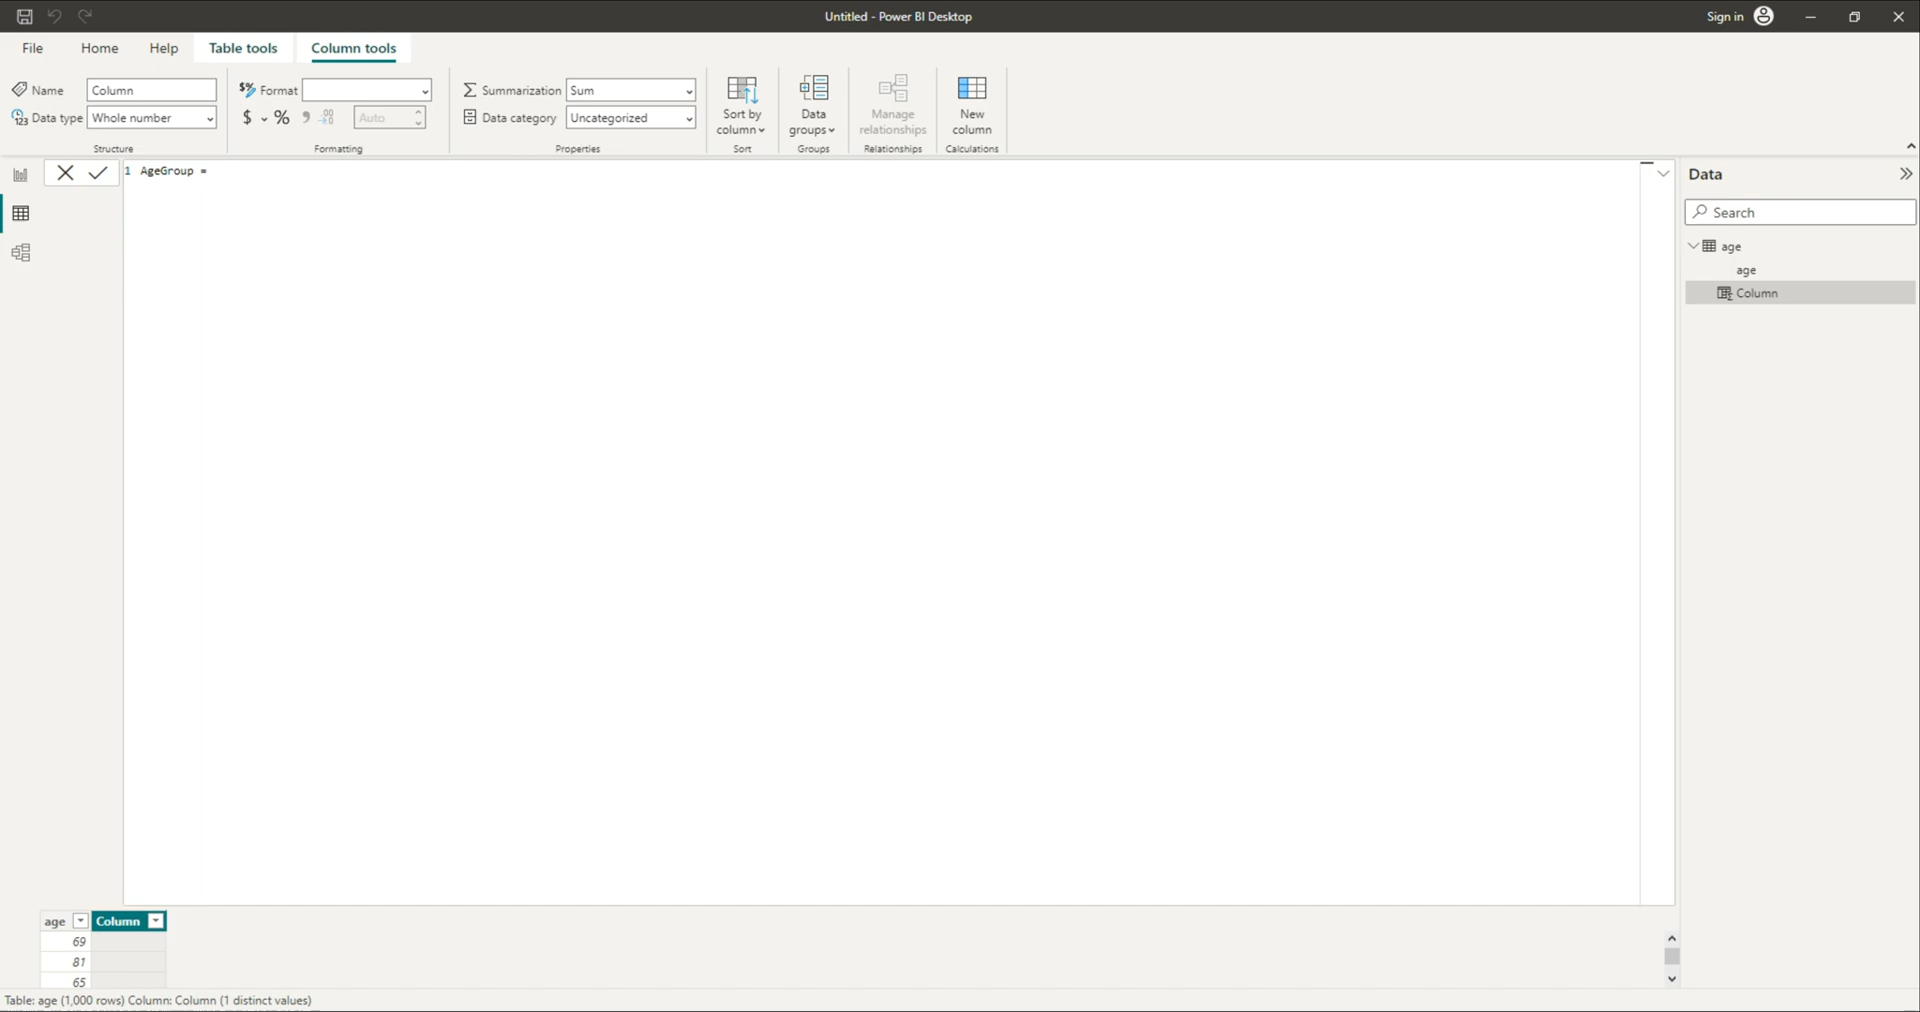 Untitled - Power BI Desktop
Sign in
File Home Help Table tools Column tools
Name Column
Data type Whole number
Structure
$% Format
$ % 9 .00 Auto
Formatting
Summarization Sum
Data category Uncategorized
Properties
Sort by
column
Sort
Data
groups
Groups
Manage
relationships
Relationships
New
column
Calculations
1 AgeGroup =
Data
Search
age
age
Column
age Column
69
81
65
Table: age (1,000 rows) Column: Column (1 distinct values)